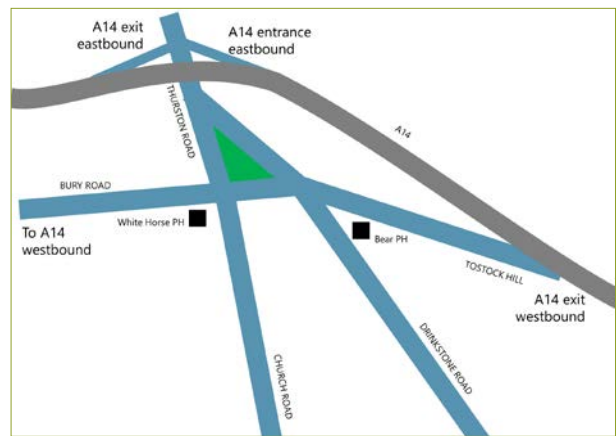 A14 exit
eastbound
A14 entrance
eastbound
THURSTON ROAD
A14
BURY ROAD
White Horse PH
To A14
westbound
Bear PH
TOSTOCK HILL
A14 exit
westbound
DRINKSTONE ROAD
CHURCH ROAD